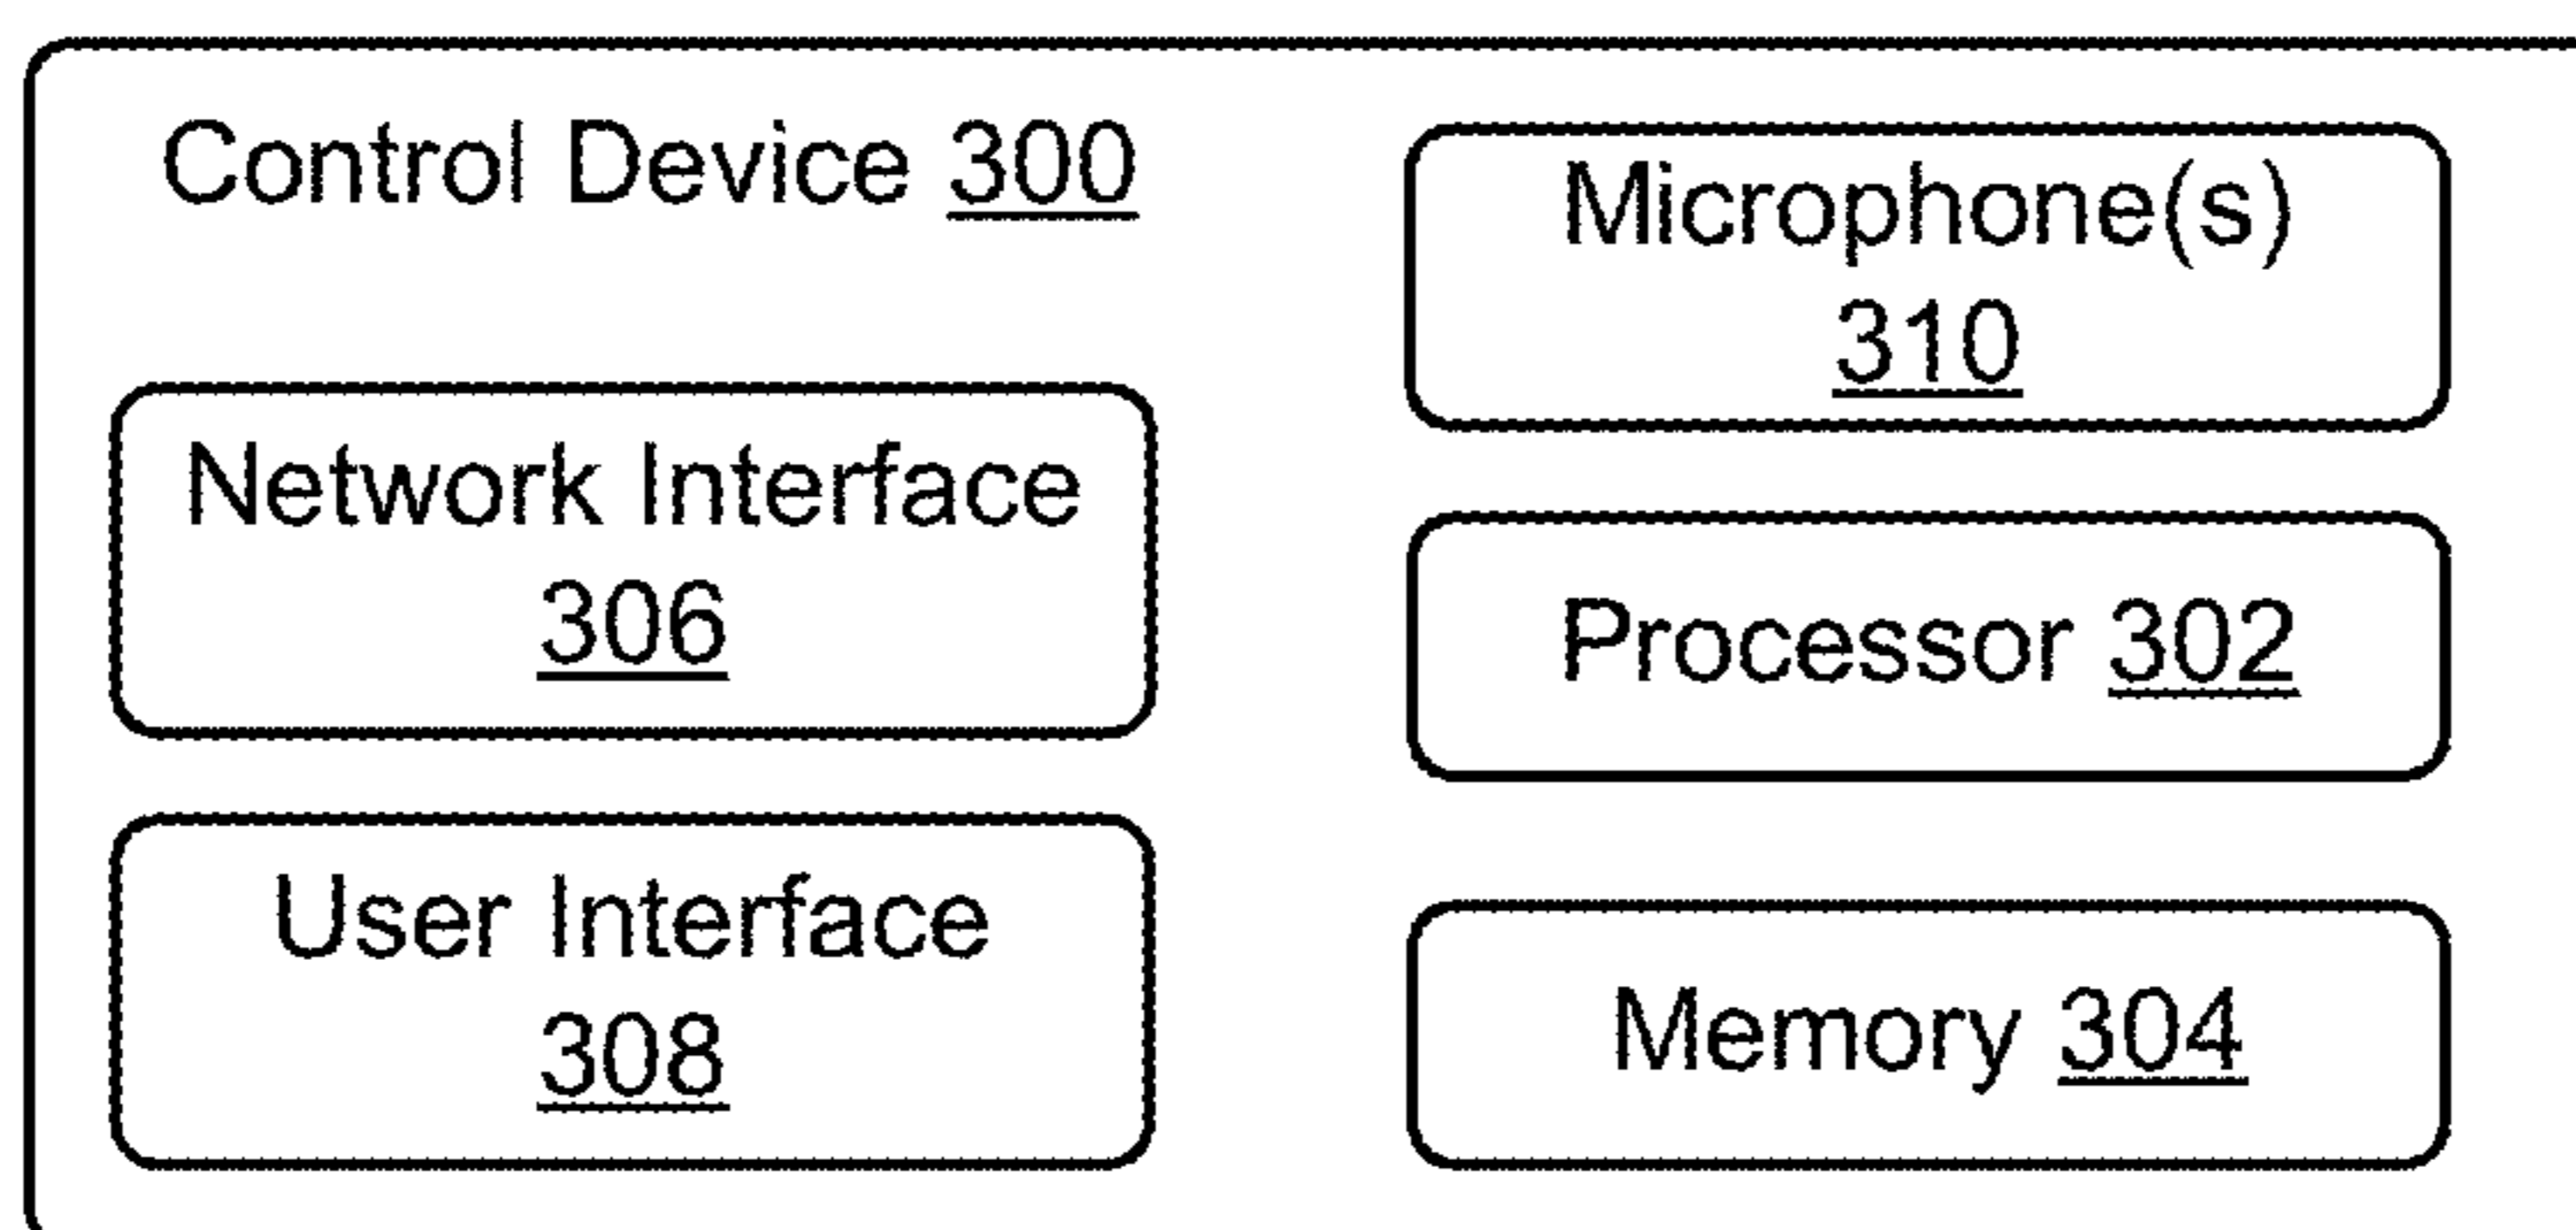 Control Device 300
Network Interface
306
User Interface
308
Microphone(s)
310
Processor 302
Memory 304